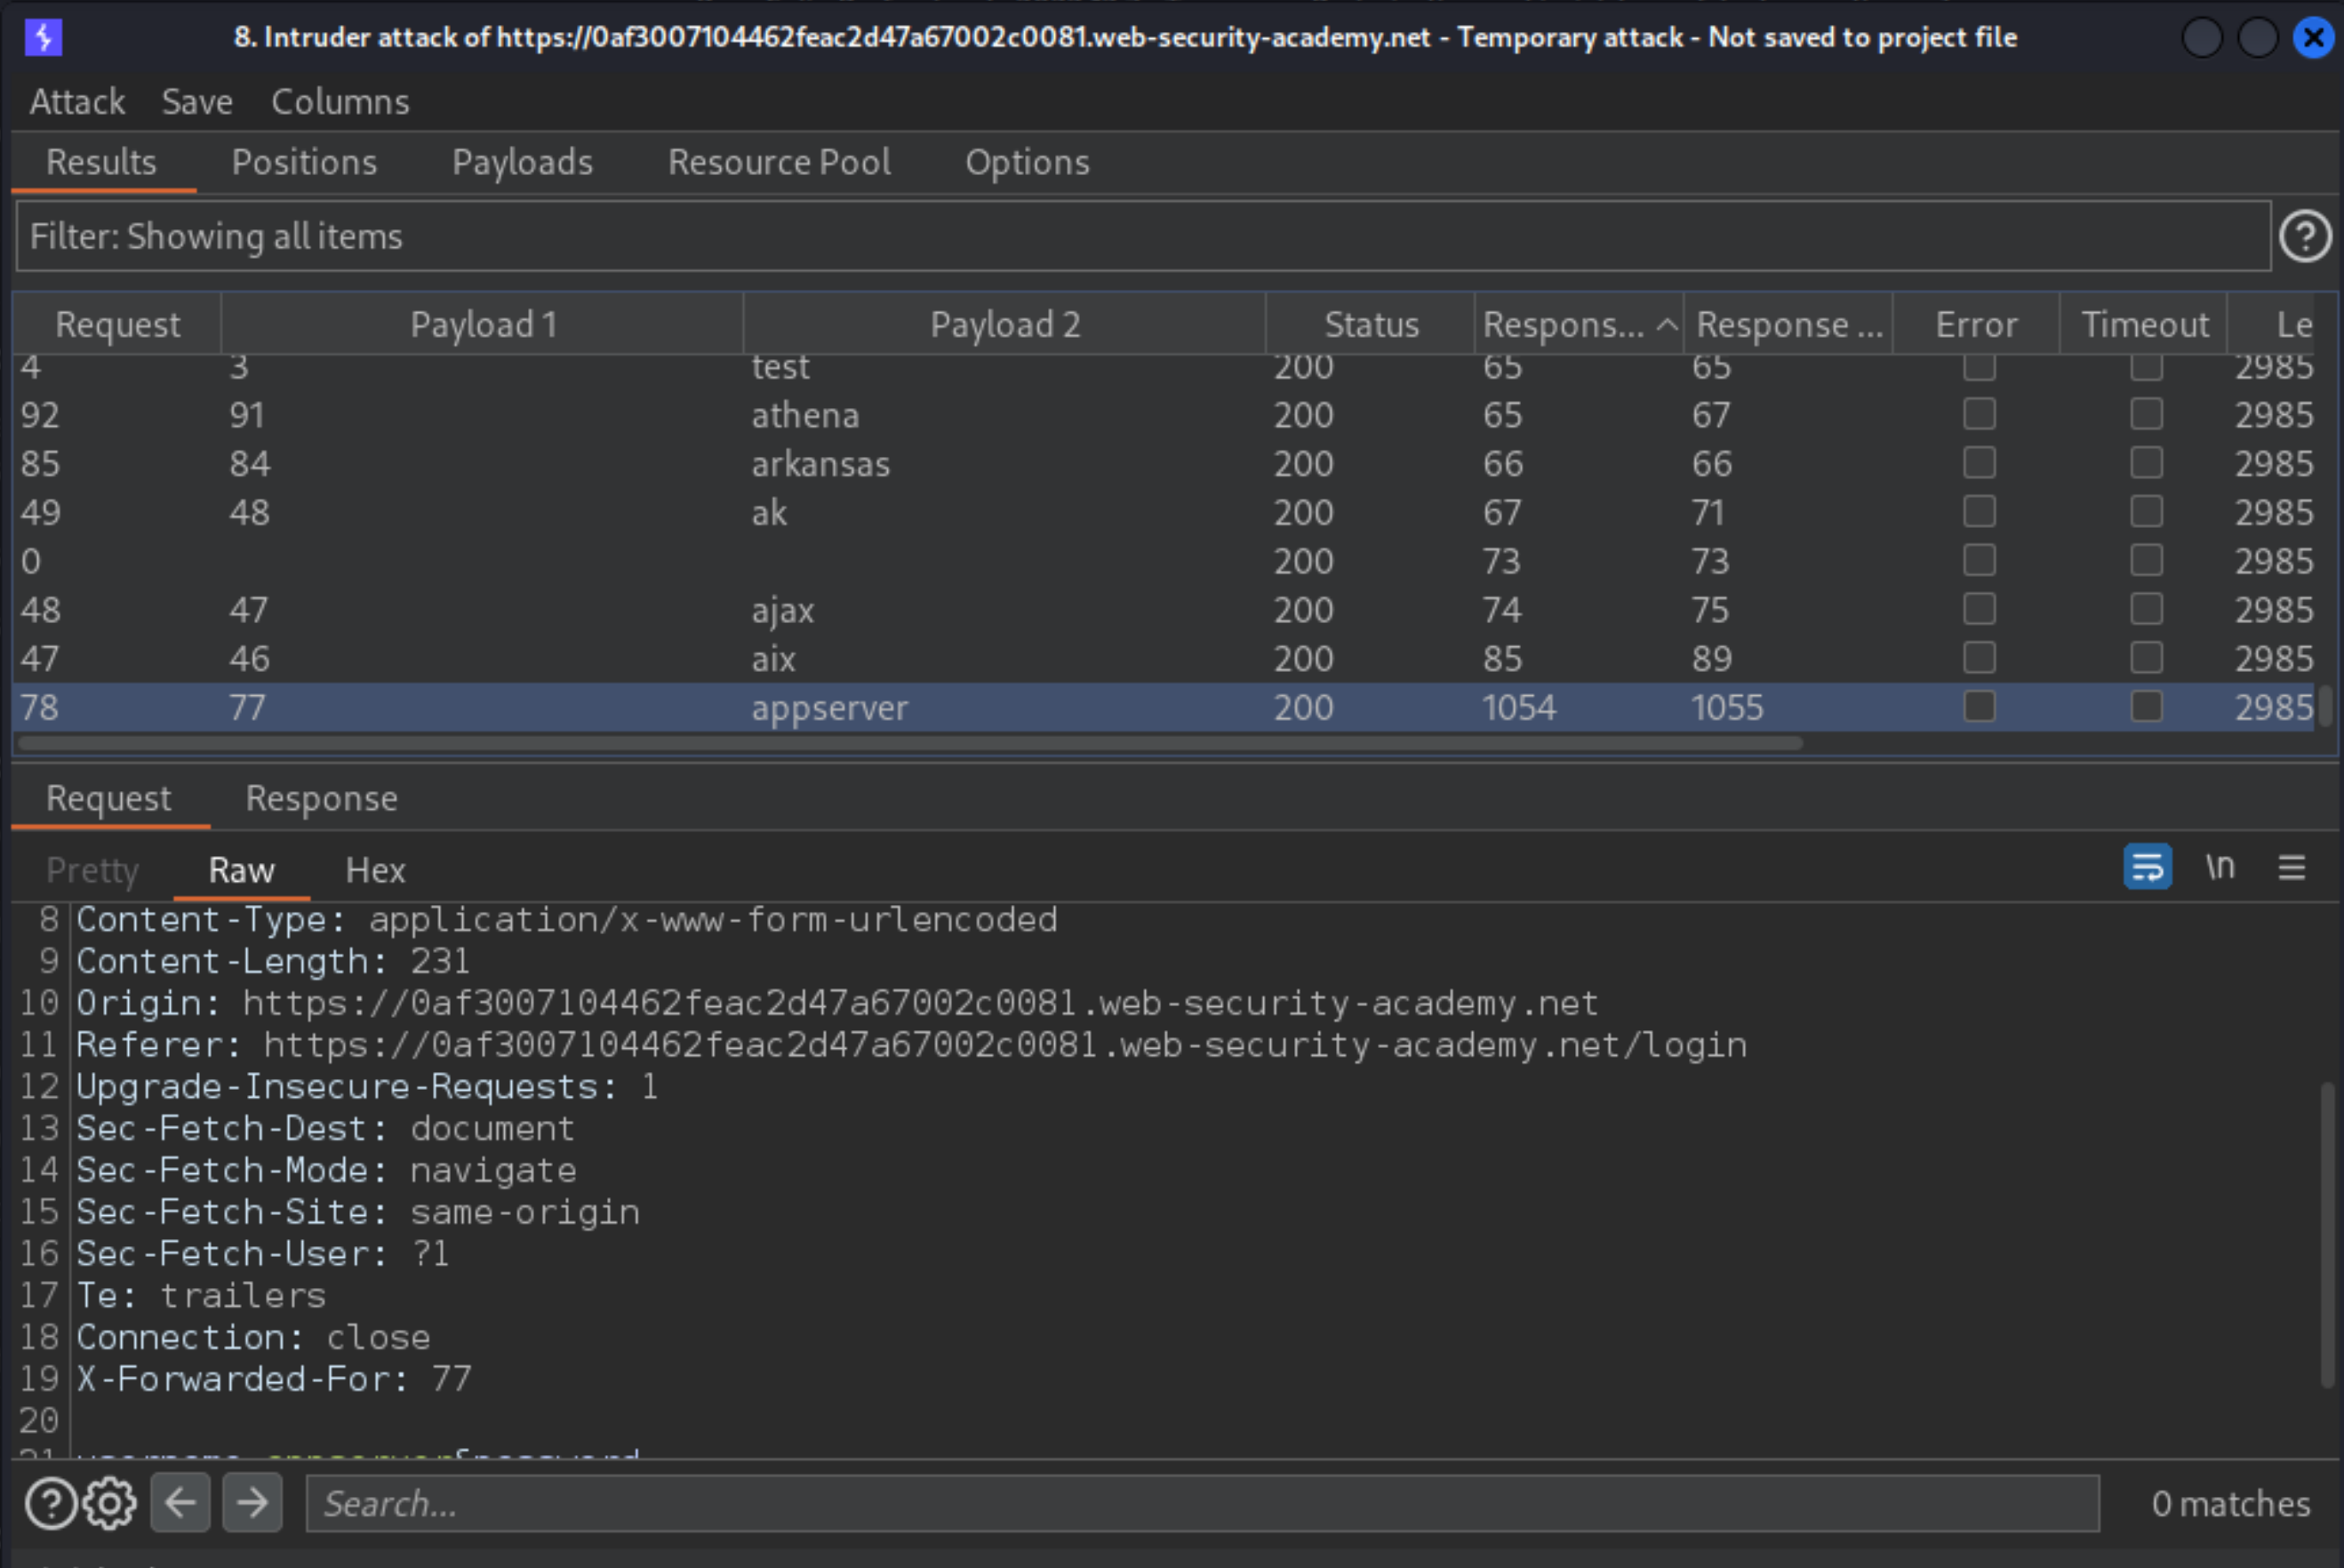 8. Intruder attack of https://0af3007104462feac2d47a67002c0081.web-security-academy.net - Temporary attack - Not saved to project file
Attack Save Columns
Results Positions Payloads Resource Pool Options
Filter: Showing all items
Request Payload 1 Payload 2 Status Respons... Response ... Error Timeout Le
4 3 test 200 65 65 2985
92 91 athena 200 65 67 2985
85 84 arkansas 200 66 66 2985
49 48 ak 200 67 71 2985
0 200 73 73 2985
48 47 ajax 200 74 75 2985
47 46 aix 200 85 89 2985
78 77 appserver 200 1054 1055 2985
Request Response
Pretty Raw Hex \n
8 Content-Type: application/x-www-form-urlencoded
9 Content-Length: 231
10 Origin: https://0af3007104462feac2d47a67002c0081.web-security-academy.net
11 Referer: https://0af3007104462feac2d47a67002c0081.web-security-academy.net/login
12 Upgrade-Insecure-Requests: 1
13 Sec-Fetch-Dest: document
14 Sec-Fetch-Mode: navigate
15 Sec-Fetch-Site: same-origin
16 Sec-Fetch-User: ?1
17 Te: trailers
18 Connection: close
19 X-Forwarded-For: 77
20
Search...
0 matches